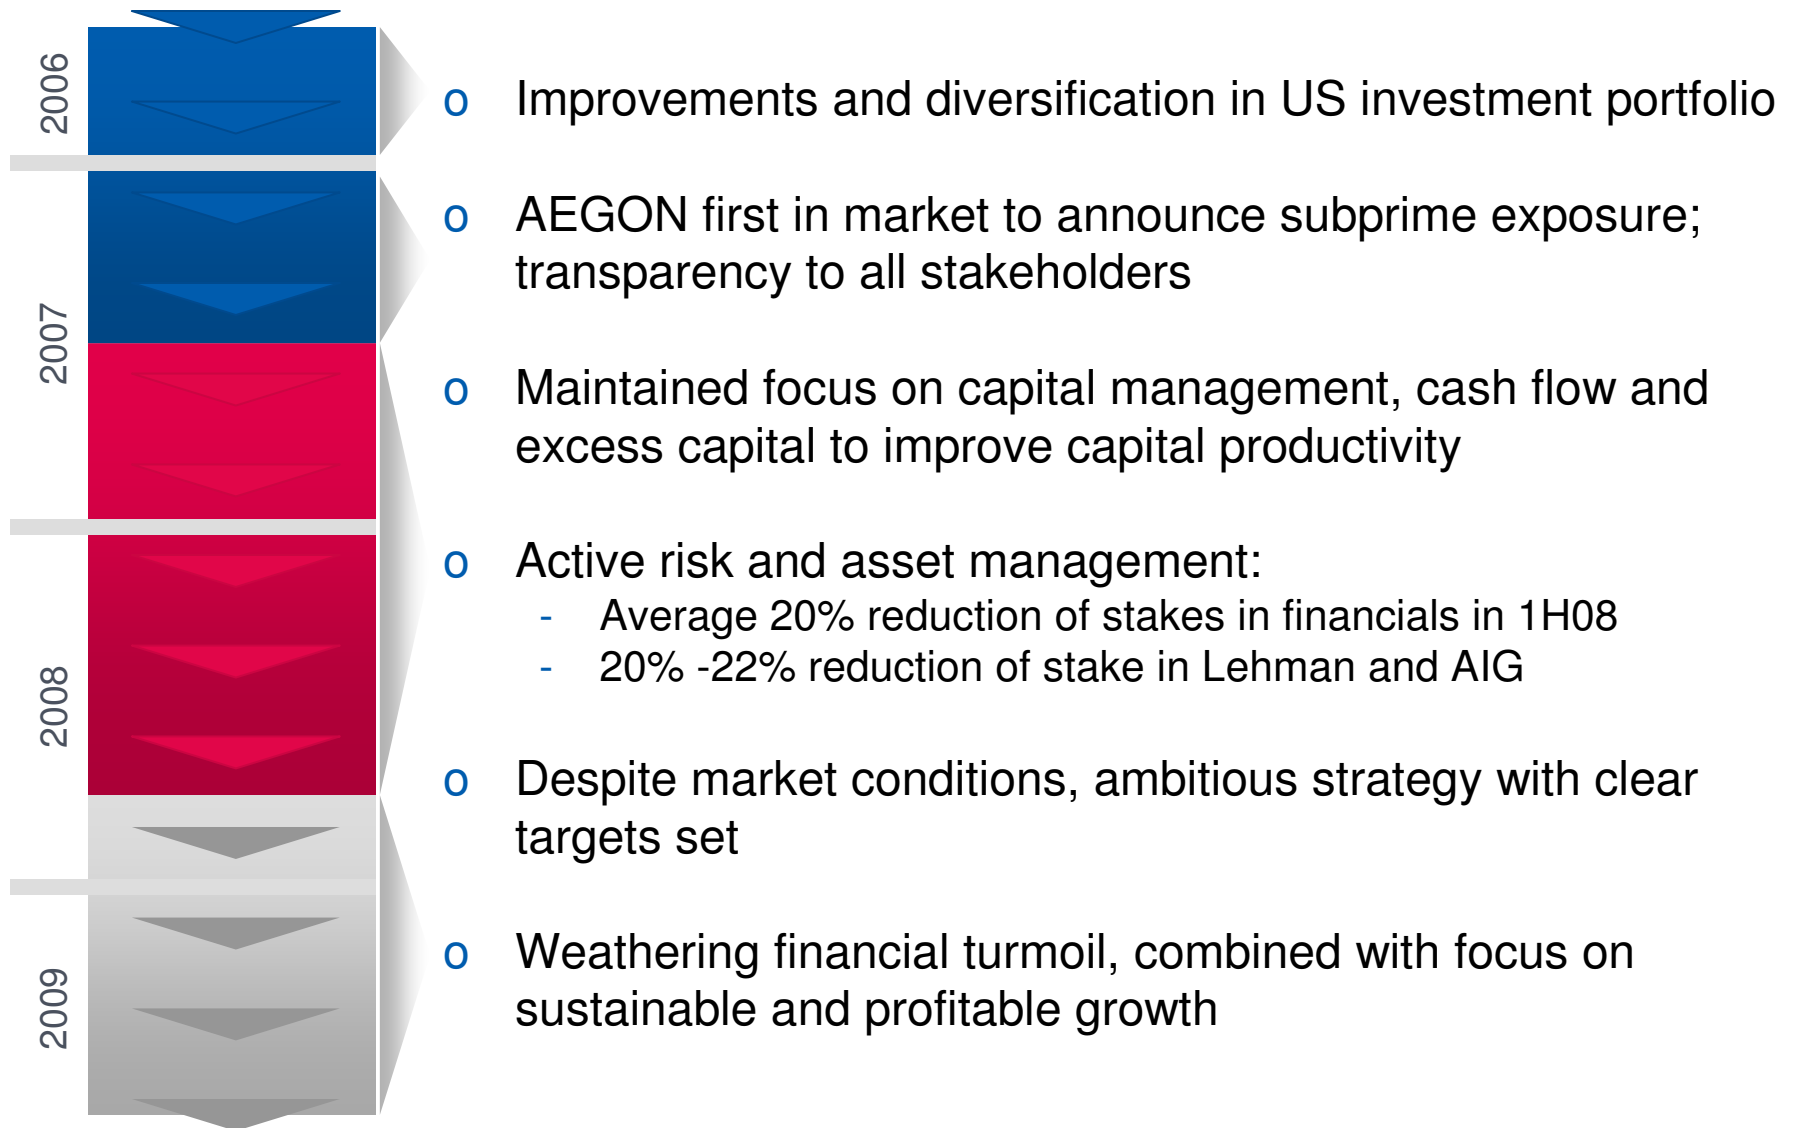 2006
o Improvements and diversification in US investment portfolio
2007
o AEGON first in market to announce subprime exposure;
transparency to all stakeholders
o Maintained focus on capital management, cash flow and
excess capital to improve capital productivity
2008
o Active risk and asset management:
- Average 20% reduction of stakes in financials in 1H08
- 20% -22% reduction of stake in Lehman and AIG
o Despite market conditions, ambitious strategy with clear
targets set
2009
o Weathering financial turmoil, combined with focus on
sustainable and profitable growth